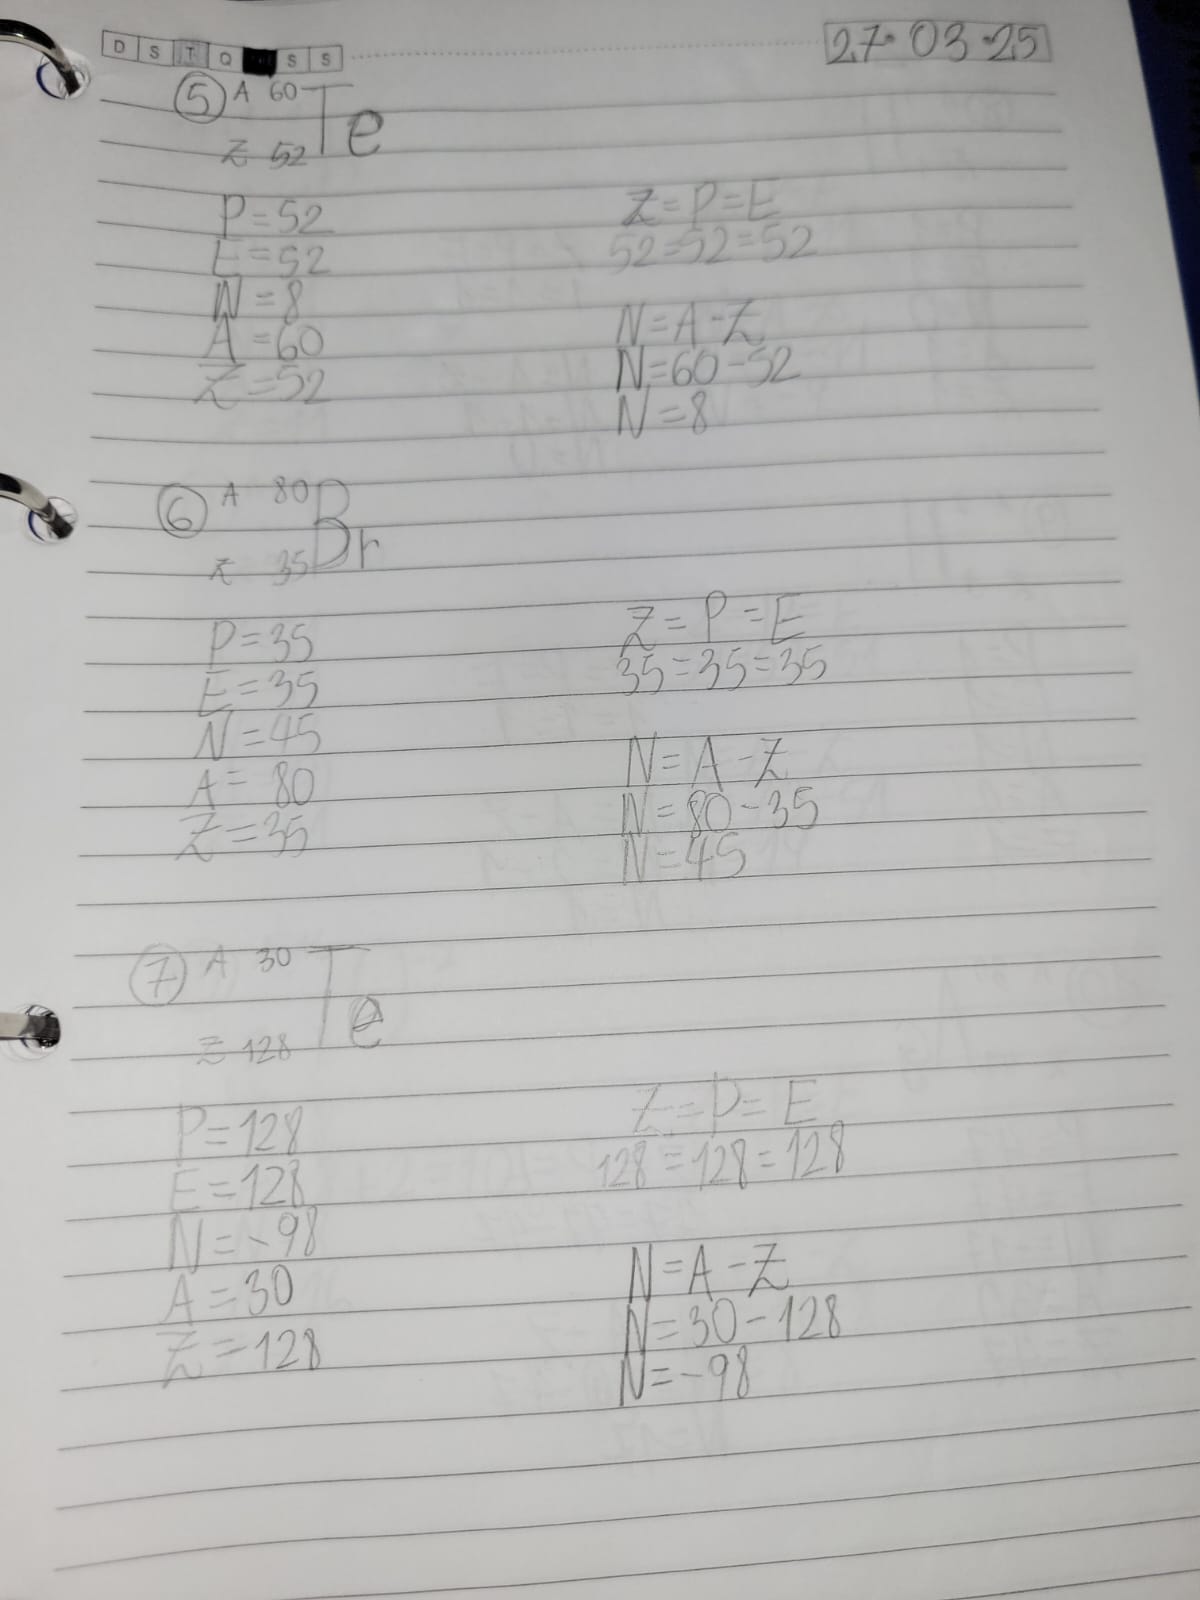 D S T Q S S
27·03·25
5 A 60 Te
Z 52
P=52
E=52
N=8
A=60
Z=52
Z=P=E
52=52=52
N=A-Z
N=60-52
N=8
6 A 80 Br
Z 35
P=35
E=35
N=45
A=80
Z=35
Z=P=E
35=35=35
N=A-Z
N=80-35
N=45
7 A 30 Te
Z 128
P=128
E=128
N=-98
A=30
Z=128
Z=P=E
128=128=128
N=A-Z
N=30-128
N=-98